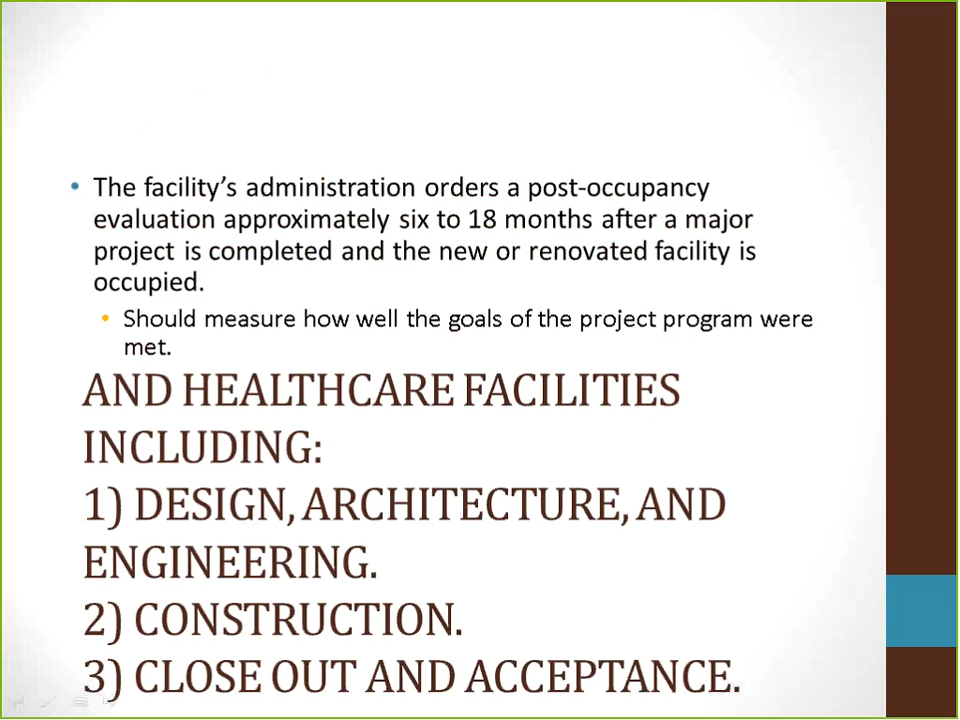 • The facility’s administration orders a post-occupancy
evaluation approximately six to 18 months after a major
project is completed and the new or renovated facility is
occupied.
• Should measure how well the goals of the project program were
met.
AND HEALTHCARE FACILITIES
INCLUDING:
1) DESIGN, ARCHITECTURE, AND
ENGINEERING.
2) CONSTRUCTION.
3) CLOSE OUT AND ACCEPTANCE.